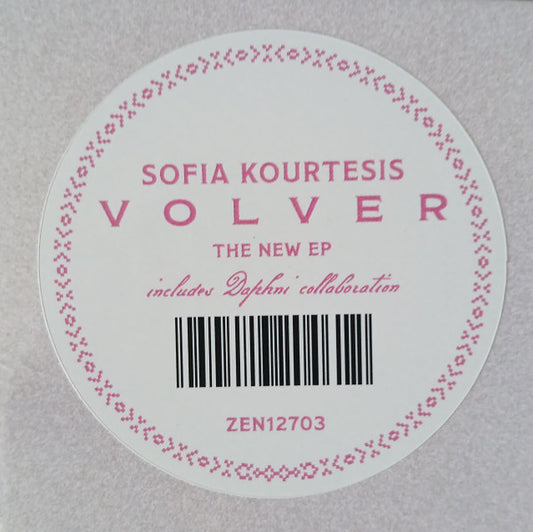 SOFIA KOURTESIS
VOLVER
THE NEW EP
includes Daphni collaboration
ZEN12703